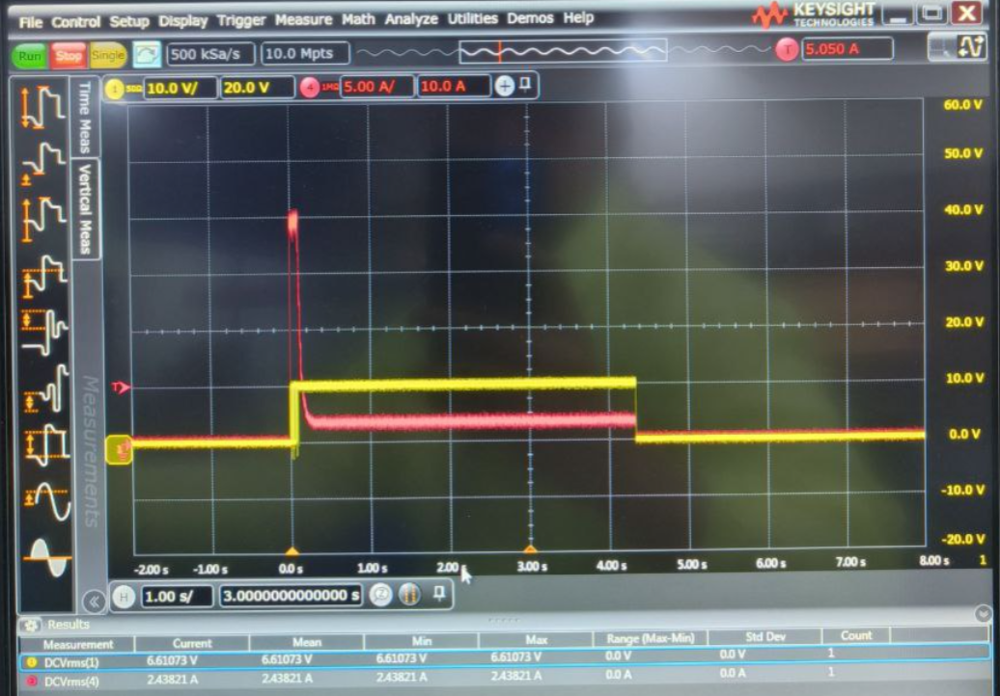 File Control Setup Display Trigger Measure Math Analyze Utilities Demos Help
KEYSIGHT
TECHNOLOGIES
Run Stop Single 500 kSa/s 10.0 Mpts T 5.050 A
1 50Ω 10.0 V/ 20.0 V 4 1MΩ 5.00 A/ 10.0 A
Time Meas
Vertical Meas
Measurements
60.0 V
50.0 V
40.0 V
30.0 V
20.0 V
T 10.0 V
0.0 V
-10.0 V
-20.0 V
-2.00 s -1.00 s 0.0 s 1.00 s 2.00 s 3.00 s 4.00 s 5.00 s 6.00 s 7.00 s 8.00 s 1
H 1.00 s/ 3.0000000000000 s
Results
Measurement Current Mean Min Max Range (Max-Min) Std Dev Count
DCVrms(1) 6.61073 V 6.61073 V 6.61073 V 6.61073 V 0.0 V 0.0 V 1
DCVrms(4) 2.43821 A 2.43821 A 2.43821 A 2.43821 A 0.0 A 0.0 A 1